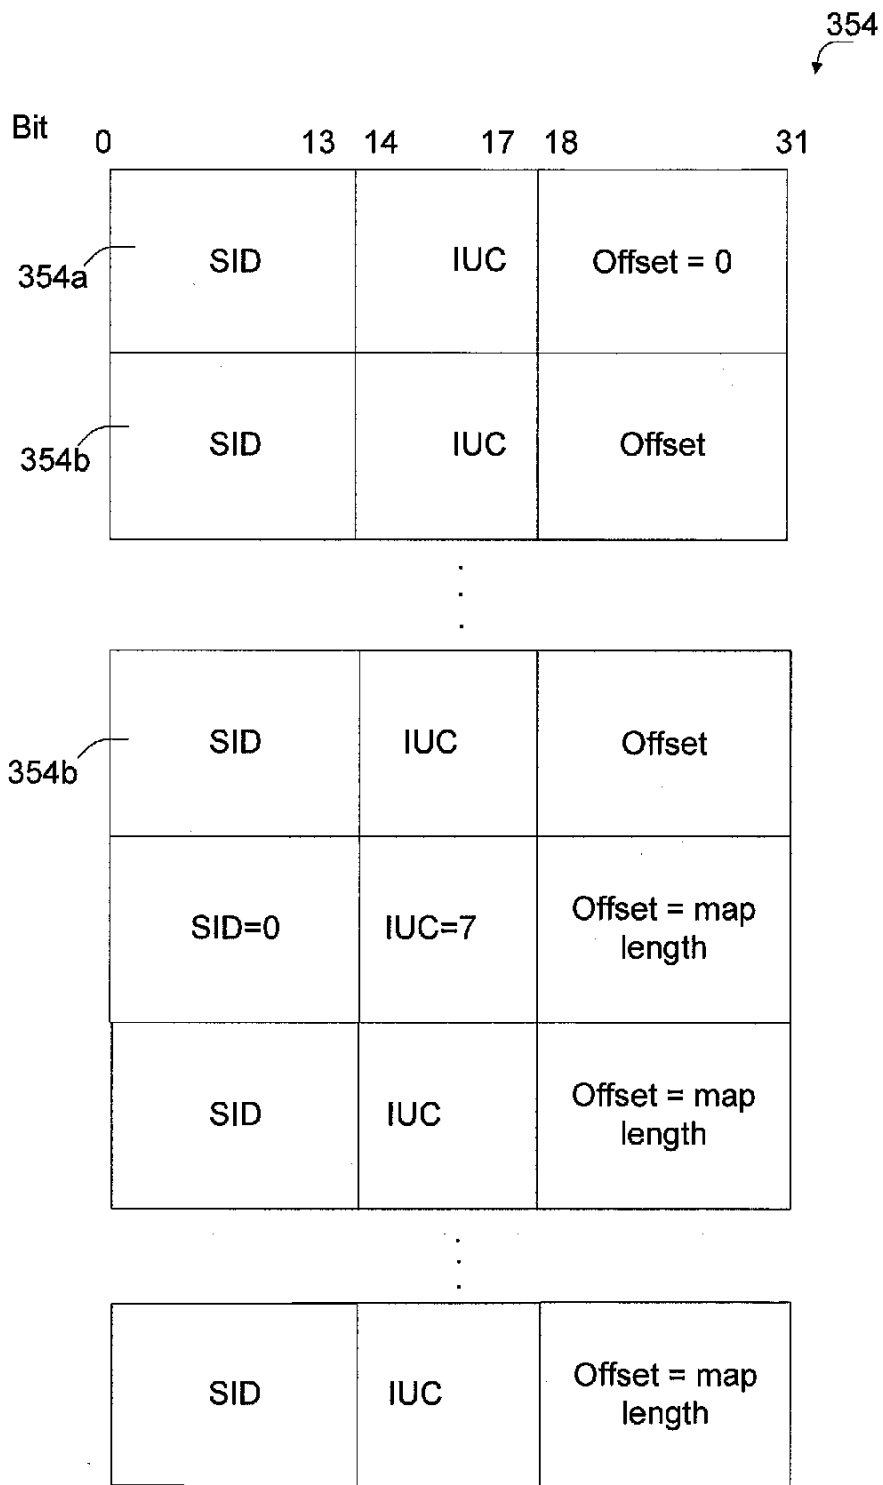 354
Bit 0 13 14 17 18 31
354a SID IUC Offset = 0
354b SID IUC Offset
354b SID IUC Offset
SID=0 IUC=7 Offset = map
length
SID IUC Offset = map
length
SID IUC Offset = map
length